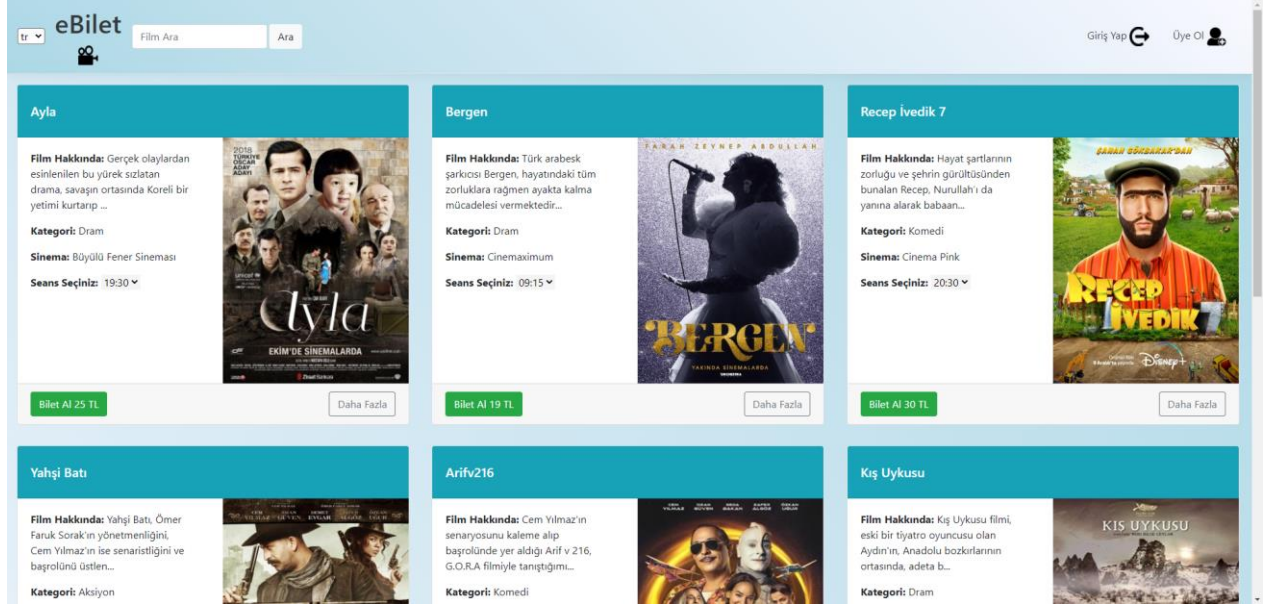 tr
eBilet
Film Ara
Ara
Giriş Yap
Üye Ol
Ayla
Film Hakkında: Gerçek olaylardan
esinlenilen bu yürek sızlatan
drama, savaşın ortasında Koreli bir
yetimi kurtarıp ...
Kategori: Dram
Sinema: Büyülü Fener Sineması
Seans Seçiniz: 19:30
2018
TÜRKİYE
OSCAR
ADAY
ADAYI
Ayla
EKİM'DE SİNEMALARDA
Bilet Al 25 TL
Daha Fazla
Bergen
Film Hakkında: Türk arabesk
şarkıcısı Bergen, hayatındaki tüm
zorluklara rağmen ayakta kalma
mücadelesi vermektedir...
Kategori: Dram
Sinema: Cinemaximum
Seans Seçiniz: 09:15
FARAH ZEYNEP ABDULLAH
BERGEN
YAKINDA SİNEMALARDA
Bilet Al 19 TL
Daha Fazla
Recep İvedik 7
Film Hakkında: Hayat şartlarının
zorluğu ve şehrin gürültüsünden
bunalan Recep, Nurullah'ı da
yanına alarak babaan...
Kategori: Komedi
Sinema: Cinema Pink
Seans Seçiniz: 20:30
ŞAHAN GÖKBAKAR'DAN
RECEP
İVEDİK 7
Disney+
Bilet Al 30 TL
Daha Fazla
Yahşi Batı
Film Hakkında: Yahşi Batı, Ömer
Faruk Sorak'ın yönetmenliğini,
Cem Yılmaz'ın ise senaristliğini ve
başrolünü üstlen...
Kategori: Aksiyon
Arifv216
Film Hakkında: Cem Yılmaz'ın
senaryosunu kaleme alıp
başrolünde yer aldığı Arif v 216,
G.O.R.A filmiyle tanıştığımı...
Kategori: Komedi
Kış Uykusu
Film Hakkında: Kış Uykusu filmi,
eski bir tiyatro oyuncusu olan
Aydın'ın, Anadolu bozkırlarının
ortasında, adeta b...
Kategori: Dram
KIŞ UYKUSU